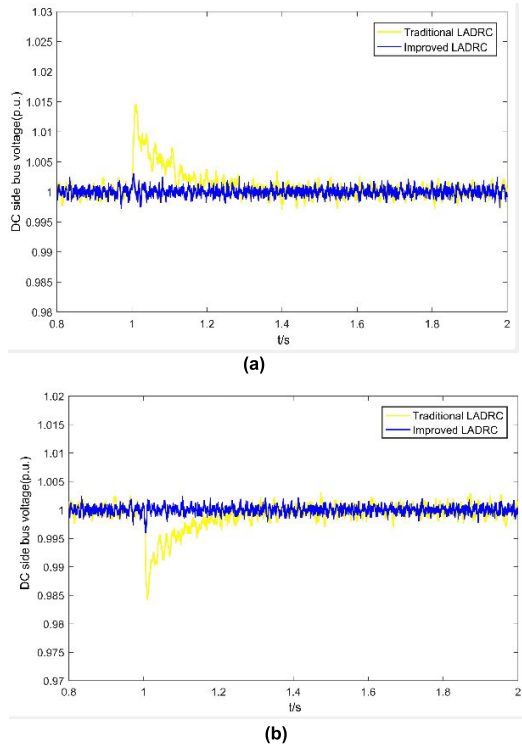 1.03
1.025
1.02
1.015
1.01
1.005
1
0.995
0.99
0.985
0.98
DC side bus voltage(p.u.)
Traditional LADRC
Improved LADRC
0.8 1 1.2 1.4 1.6 1.8 2
t/s
(a)
1.02
1.015
1.01
1.005
1
0.995
0.99
0.985
0.98
0.975
0.97
DC side bus voltage(p.u.)
Traditional LADRC
Improved LADRC
0.8 1 1.2 1.4 1.6 1.8 2
t/s
(b)